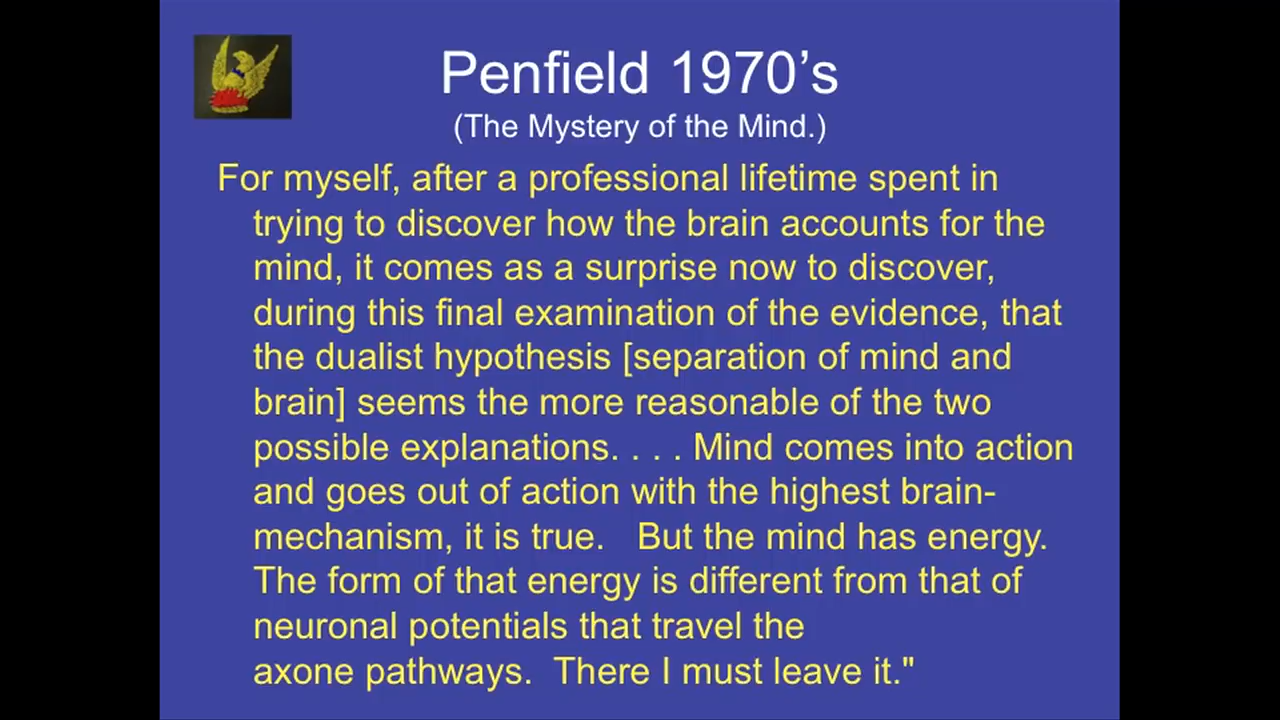 Penfield 1970’s
(The Mystery of the Mind.)
For myself, after a professional lifetime spent in
trying to discover how the brain accounts for the
mind, it comes as a surprise now to discover,
during this final examination of the evidence, that
the dualist hypothesis [separation of mind and
brain] seems the more reasonable of the two
possible explanations. . . . Mind comes into action
and goes out of action with the highest brain-
mechanism, it is true.   But the mind has energy.
The form of that energy is different from that of
neuronal potentials that travel the
axone pathways.  There I must leave it."